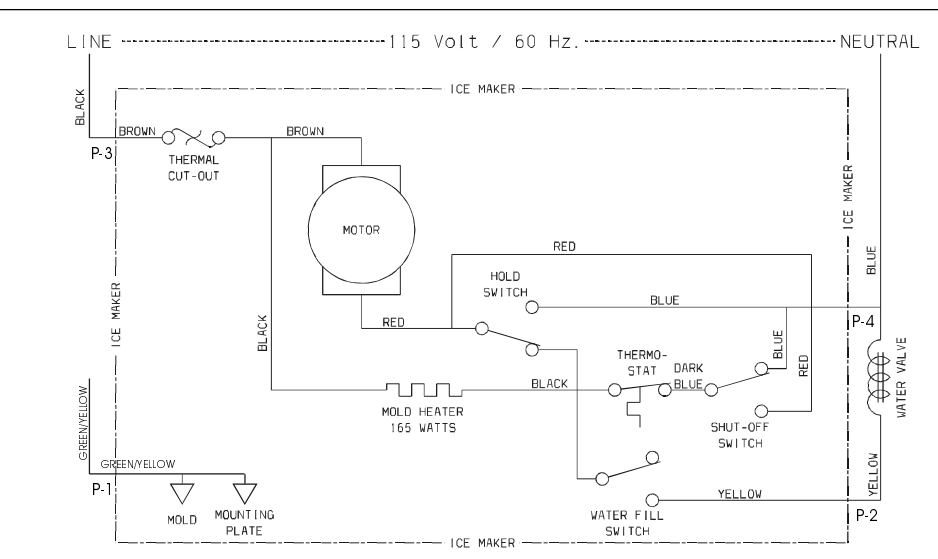 LINE 115 Volt / 60 Hz. NEUTRAL
ICE MAKER
BLACK
BROWN
BROWN
P-3
THERMAL
CUT-OUT
ICE MAKER
MOTOR
RED
BLUE
HOLD
SWITCH
BLUE
RED
P-4
ICE MAKER
BLACK
BLUE
RED
THERMO-
STAT
DARK
BLUE
BLACK
WATER VALVE
MOLD HEATER
165 WATTS
SHUT-OFF
SWITCH
GREEN/YELLOW
GREEN/YELLOW
P-1
YELLOW
YELLOW
P-2
MOLD
MOUNTING
PLATE
WATER FILL
SWITCH
ICE MAKER